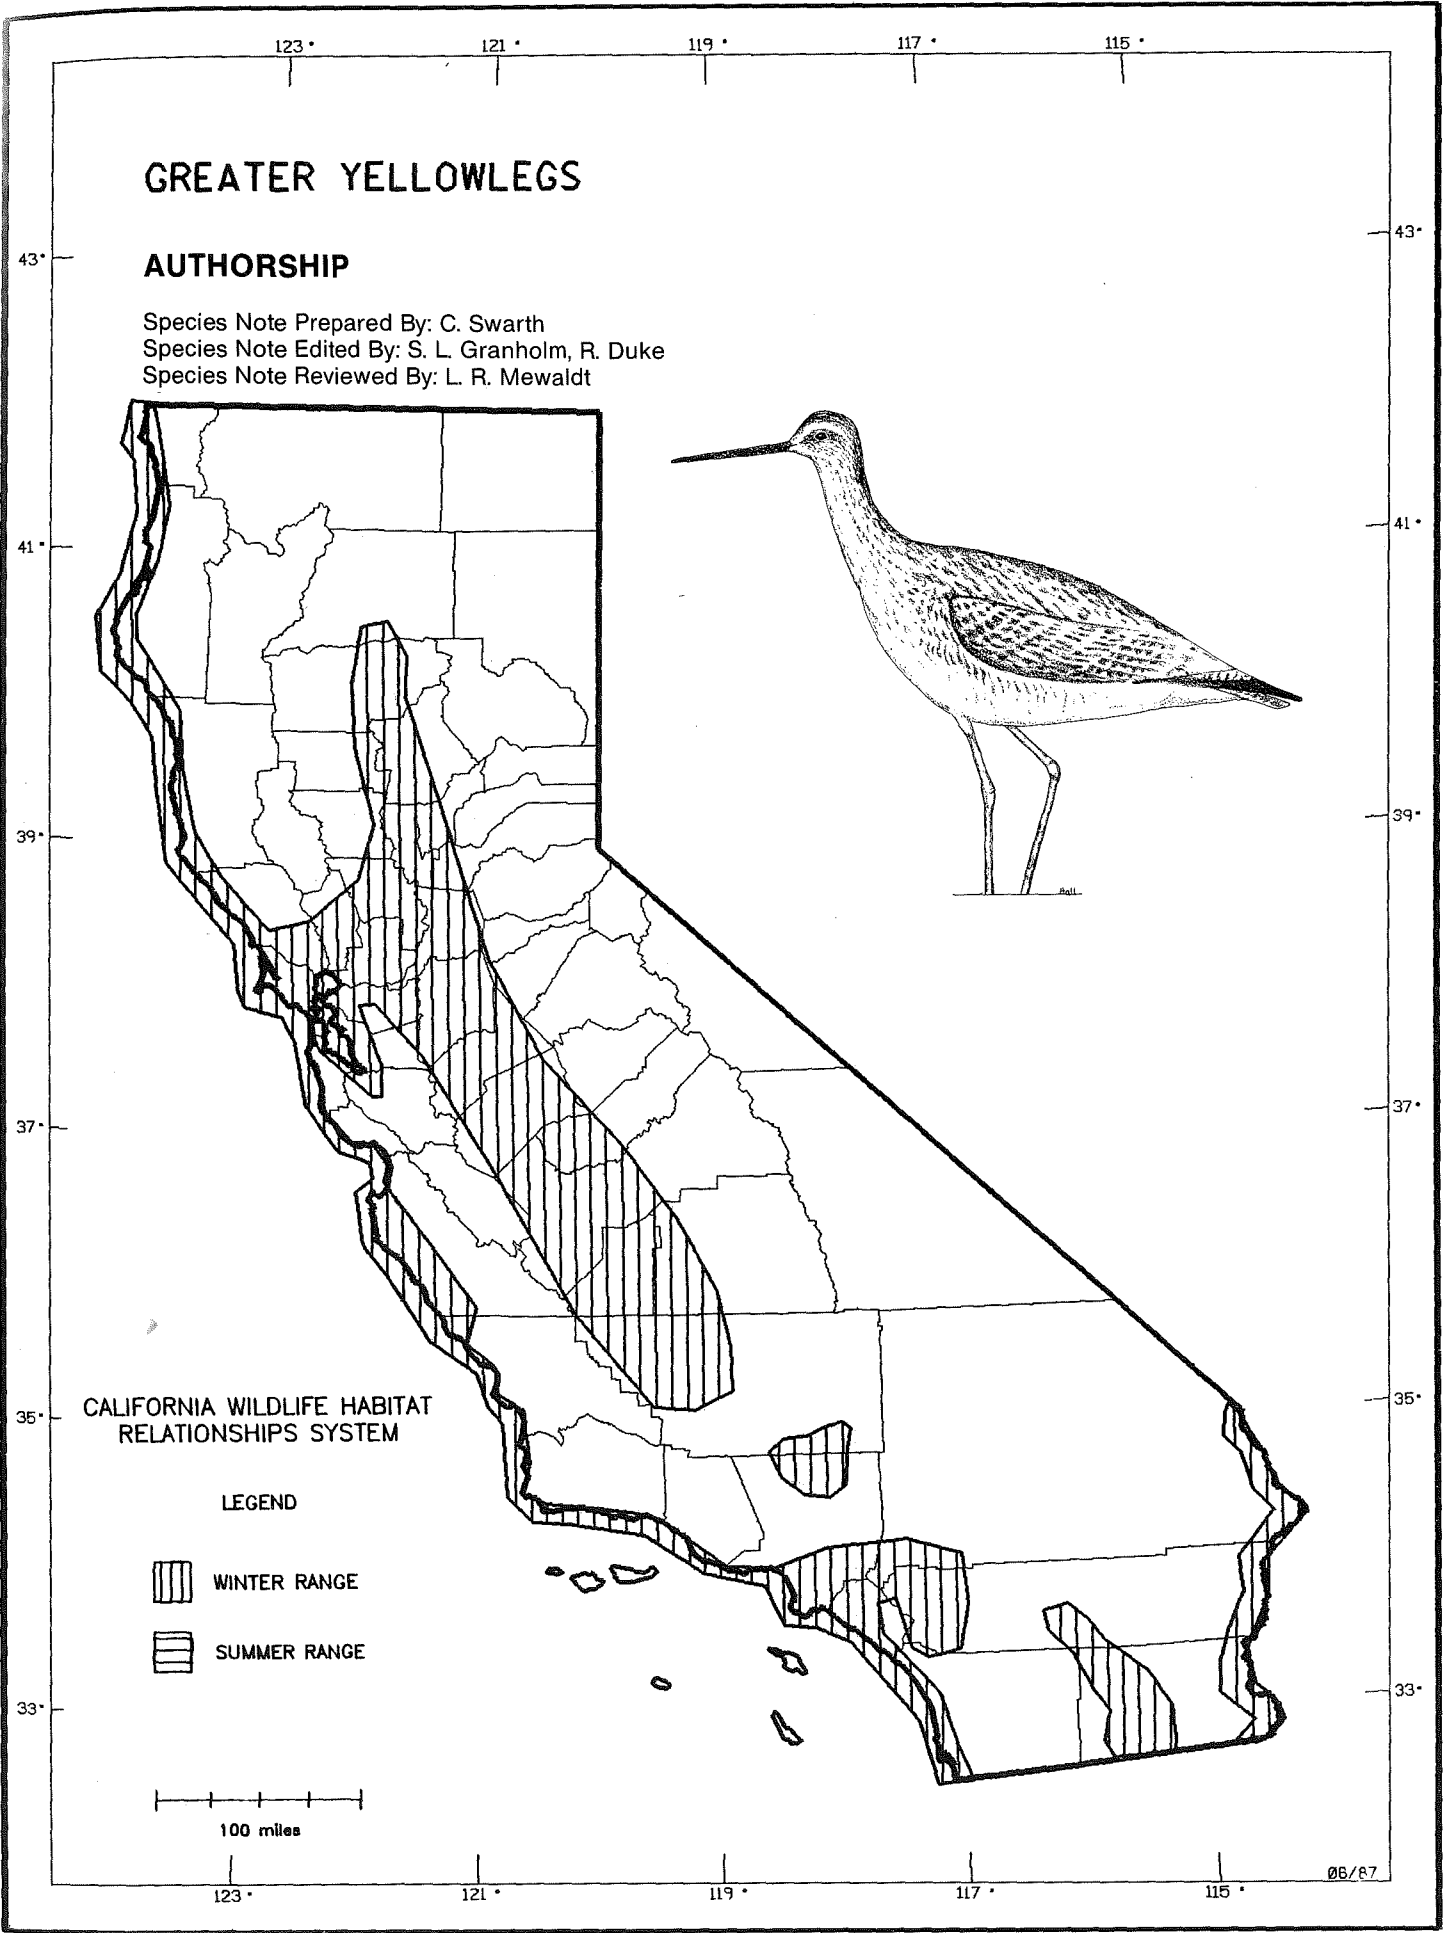 123° 121° 119° 117° 115°
GREATER YELLOWLEGS
43° 43°
AUTHORSHIP
Species Note Prepared By: C. Swarth
Species Note Edited By: S. L. Granholm, R. Duke
Species Note Reviewed By: L. R. Mewaldt
41° 41°
39° 39°
Hall
37° 37°
35° 35°
CALIFORNIA WILDLIFE HABITAT
RELATIONSHIPS SYSTEM
LEGEND
WINTER RANGE
SUMMER RANGE
33° 33°
100 miles
06/87
123° 121° 119° 117° 115°